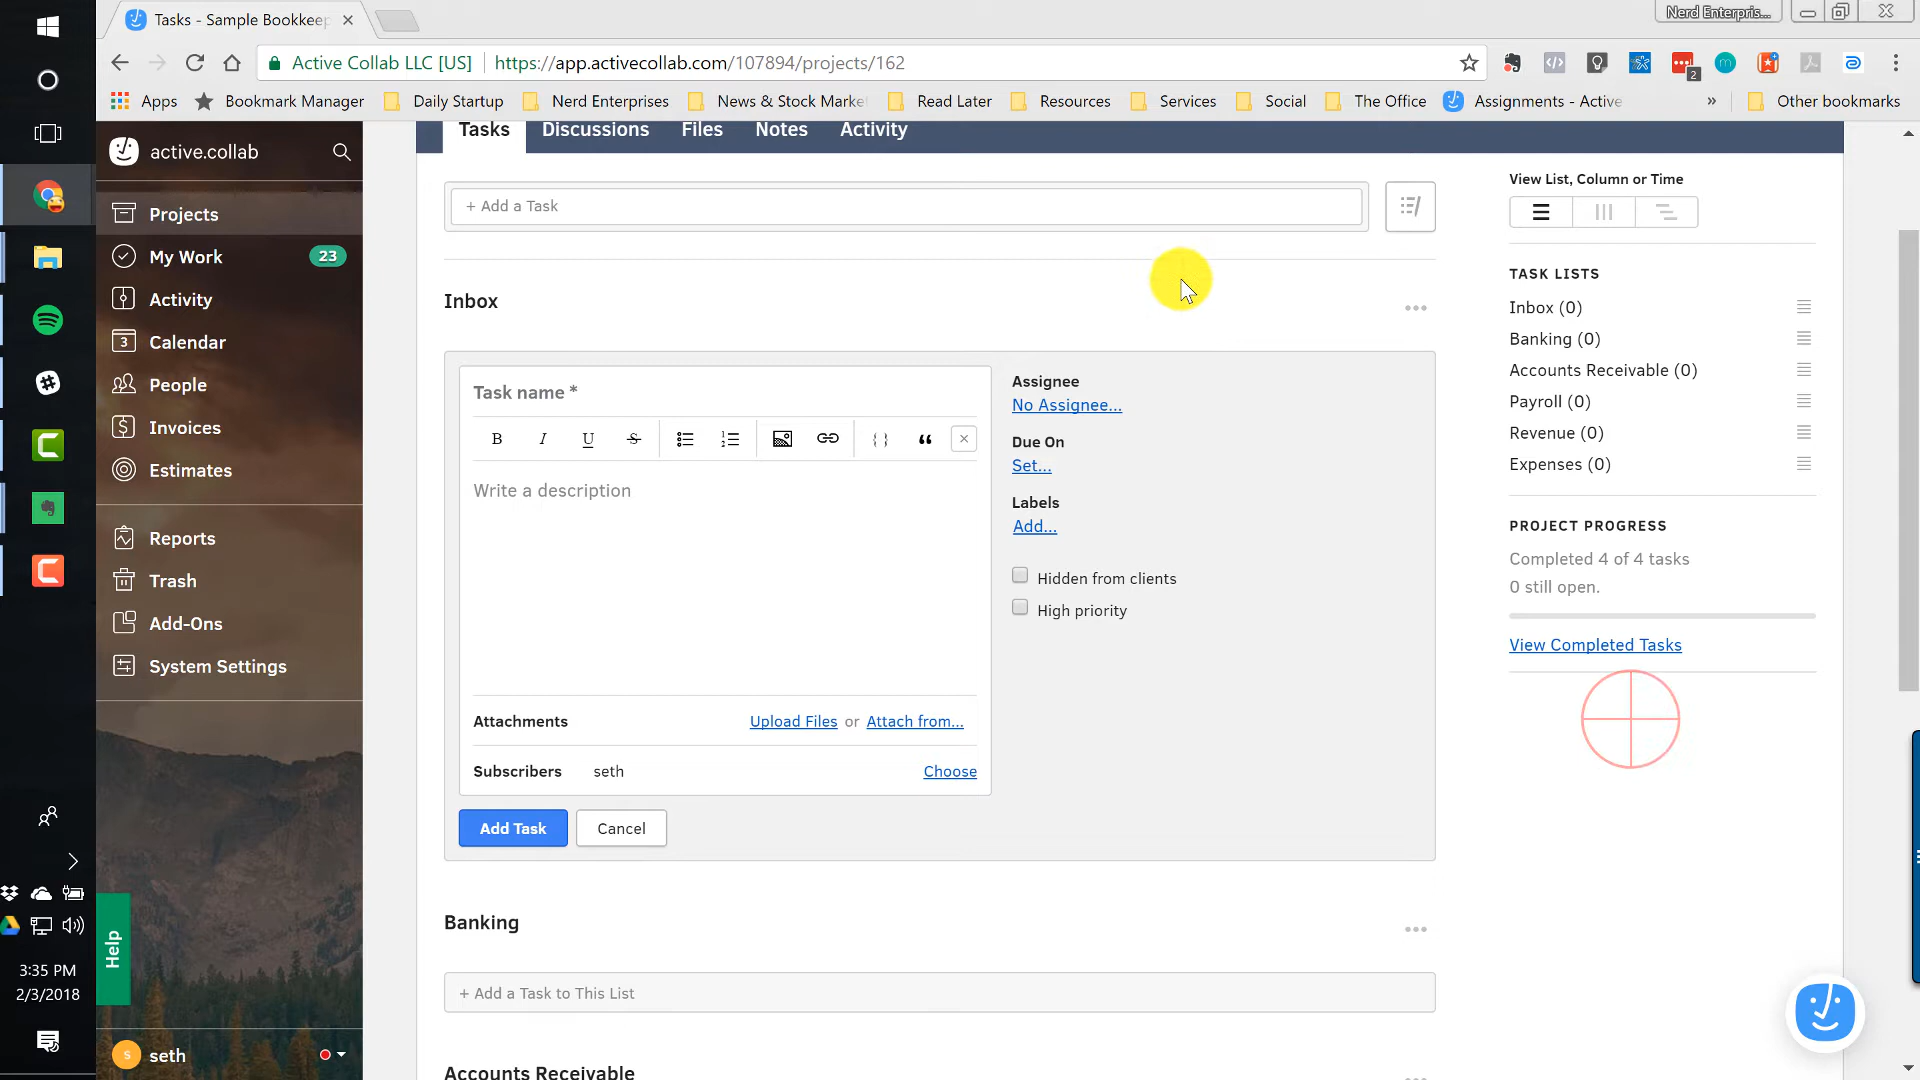 Tasks - Sample Bookkeep
Nerd Enterpris...
Active Collab LLC [US]
https://app.activecollab.com/107894/projects/162
2
Apps
Bookmark Manager
Daily Startup
Nerd Enterprises
News & Stock Marke
Read Later
Resources
Services
Social
The Office
Assignments - Active
»
Other bookmarks
active.collab
Projects
My Work
23
Activity
3
Calendar
People
Invoices
Estimates
Reports
Trash
Add-Ons
System Settings
Help
S
seth
3:35 PM
2/3/2018
Tasks
Discussions
Files
Notes
Activity
+ Add a Task
Inbox
Task name *
B
I
U
S
Write a description
Attachments
Upload Files or Attach from...
Subscribers
seth
Choose
Add Task
Cancel
Assignee
No Assignee...
Due On
Set...
Labels
Add...
Hidden from clients
High priority
Banking
+ Add a Task to This List
Accounts Receivable
View List, Column or Time
TASK LISTS
Inbox (0)
Banking (0)
Accounts Receivable (0)
Payroll (0)
Revenue (0)
Expenses (0)
PROJECT PROGRESS
Completed 4 of 4 tasks
0 still open.
View Completed Tasks